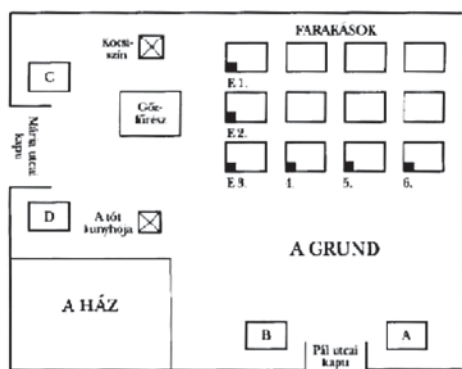 FARAKÁSOK
Kocsi-
szín
C
Gőz-
fűrész
E 1.
E 2.
E 3. 4. 5. 6.
Mária utcai
kapu
D
A tót
kunyhója
A GRUND
A HÁZ
B
A
Pál utcai
kapu